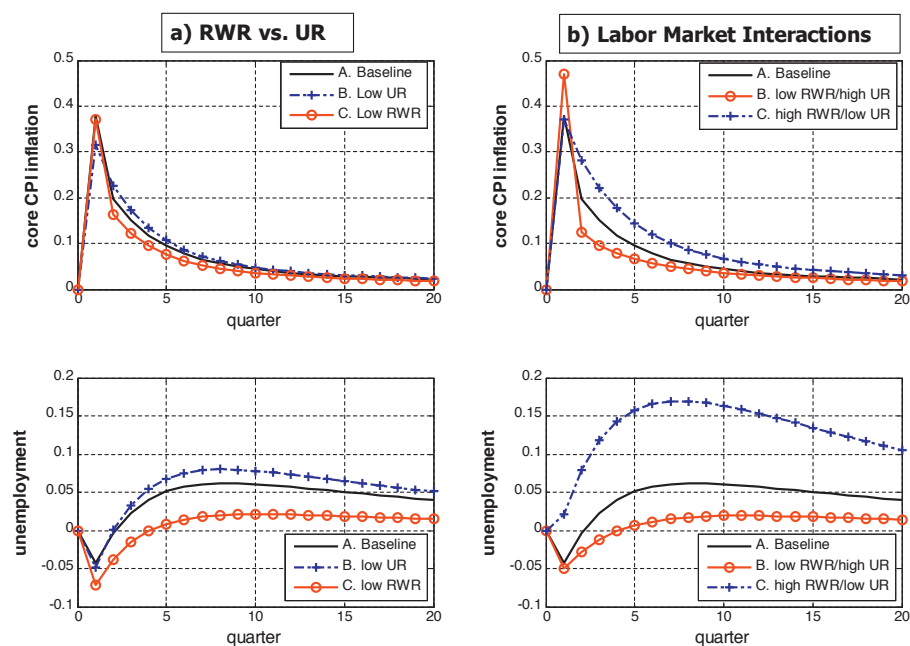 a) RWR vs. UR
b) Labor Market Interactions
core CPI inflation
0.5
0.4
0.3
0.2
0.1
0
A. Baseline
B. Low UR
C. Low RWR
0 5 10 15 20
quarter
core CPI inflation
0.5
0.4
0.3
0.2
0.1
0
A. Baseline
B. low RWR/high UR
C. high RWR/low UR
0 5 10 15 20
quarter
unemployment
0.2
0.15
0.1
0.05
0
-0.05
-0.1
A. Baseline
B. low UR
C. low RWR
0 5 10 15 20
quarter
unemployment
0.2
0.15
0.1
0.05
0
-0.05
-0.1
A. Baseline
B. low RWR/high UR
C. high RWR/low UR
0 5 10 15 20
quarter